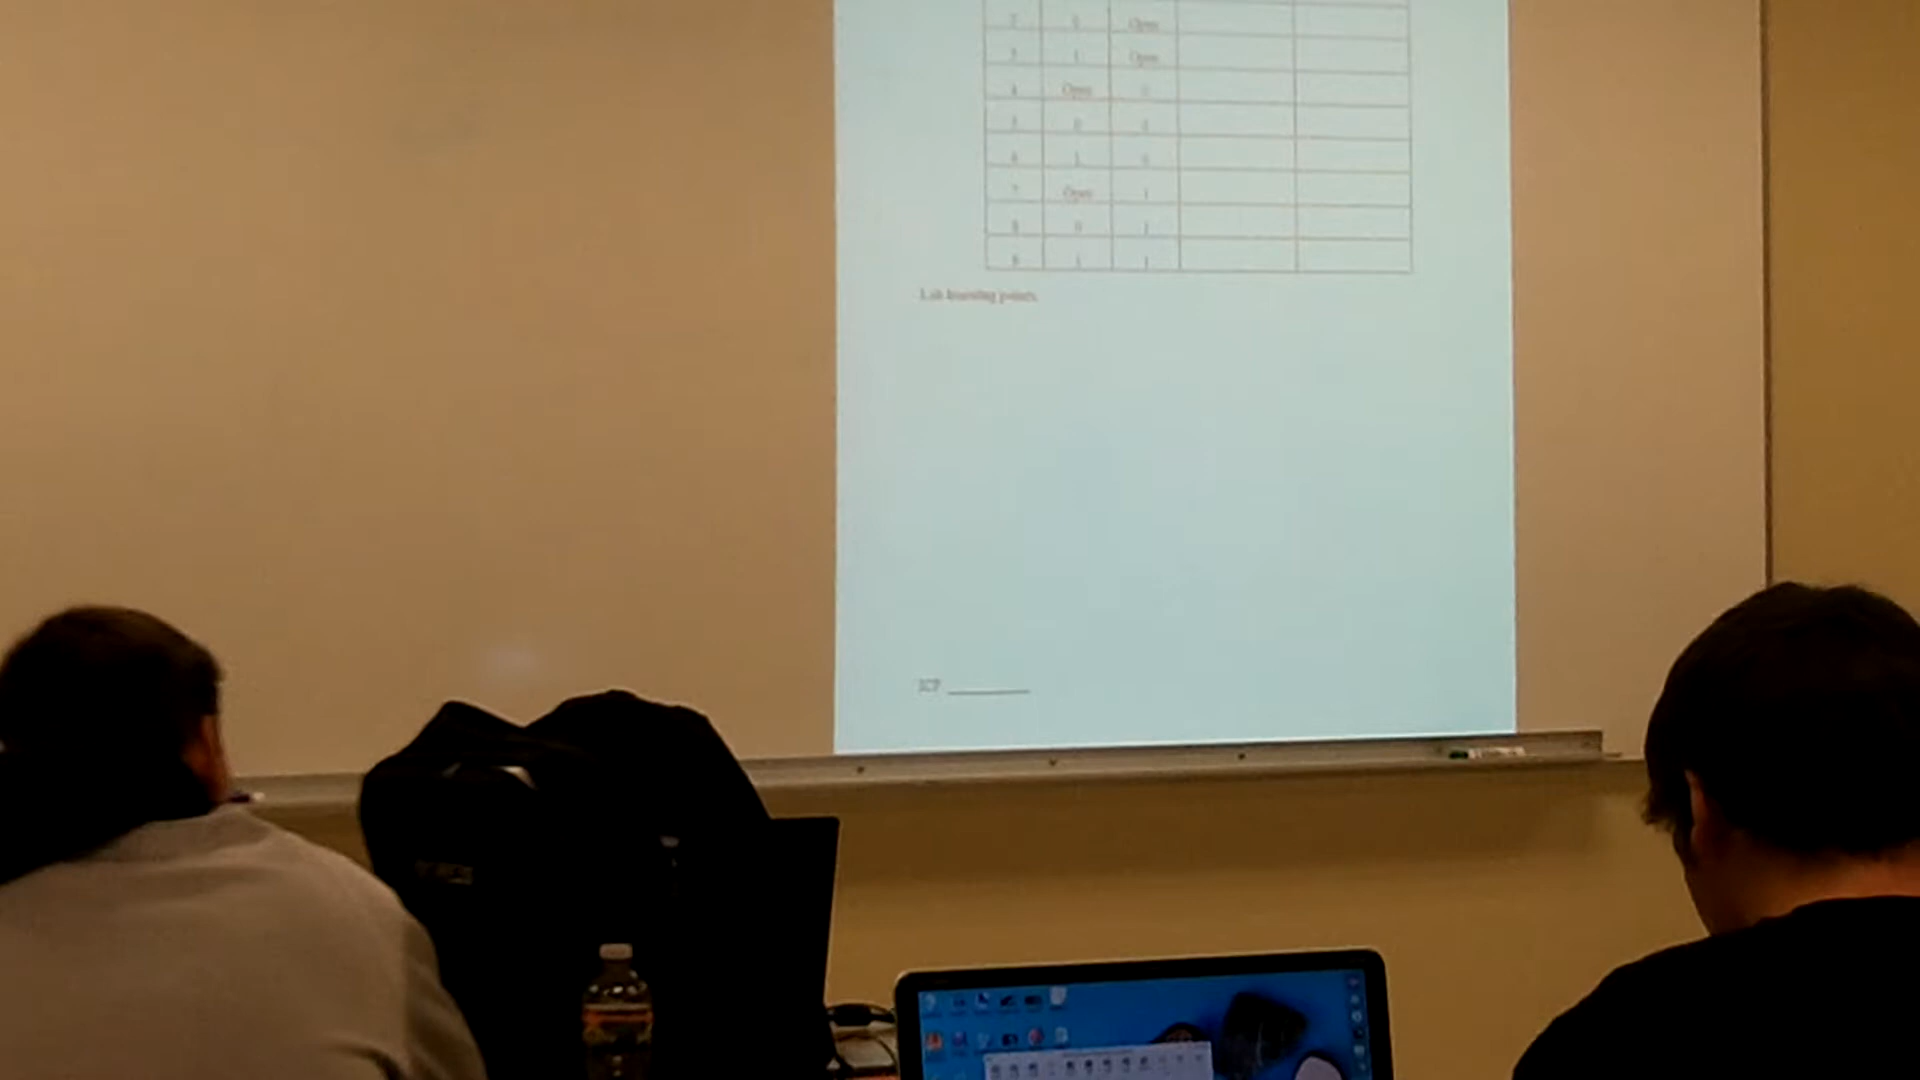 2 0 Open
3 1 Open
4 Open 0
5 0 0
6 1 0
7 Open 1
8 0 1
9 1 1
Lab learning points